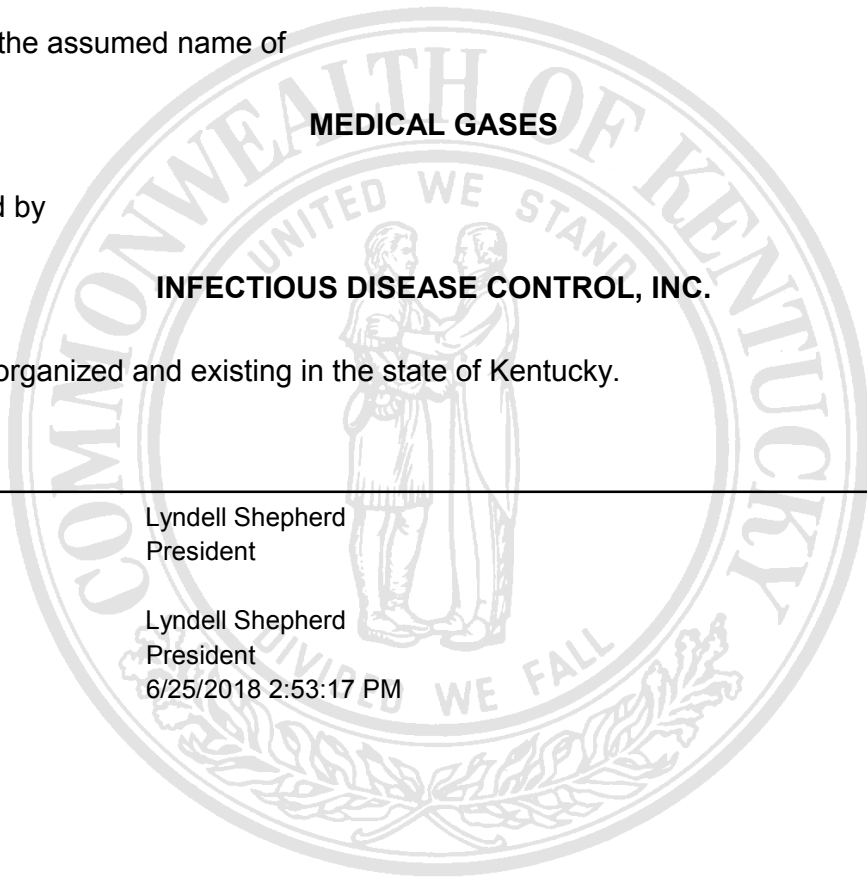 the assumed name of
MEDICAL GASES
d by
INFECTIOUS DISEASE CONTROL, INC.
organized and existing in the state of Kentucky.
Lyndell Shepherd
President
Lyndell Shepherd
President
6/25/2018 2:53:17 PM
COMMONWEALTH OF KENTUCKY
UNITED WE STAND
DIVIDED WE FALL